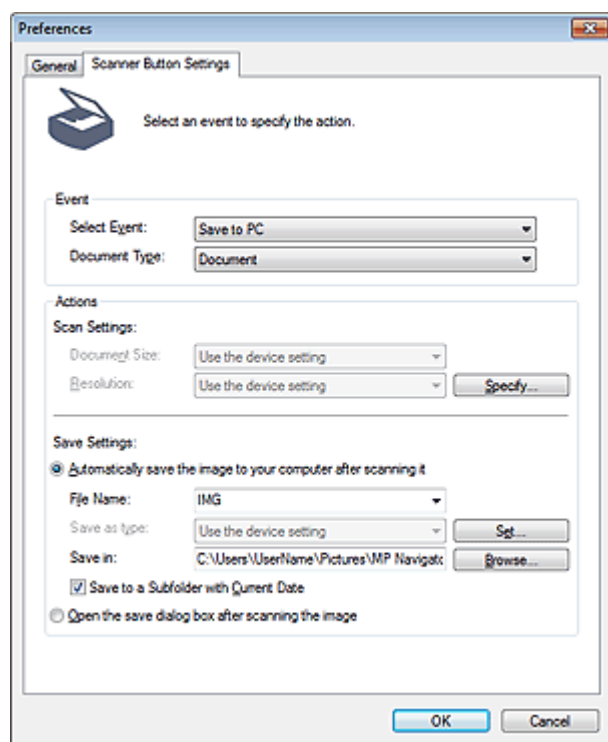 Preferences
General Scanner Button Settings
Select an event to specify the action.
Event
Select Event: Save to PC
Document Type: Document
Actions
Scan Settings:
Document Size: Use the device setting
Resolution: Use the device setting Specify...
Save Settings:
Automatically save the image to your computer after scanning it
File Name: IMG
Save as type: Use the device setting Set...
Save in: C:\Users\UserName\Pictures\MP Navigatc Browse...
Save to a Subfolder with Current Date
Open the save dialog box after scanning the image
OK Cancel